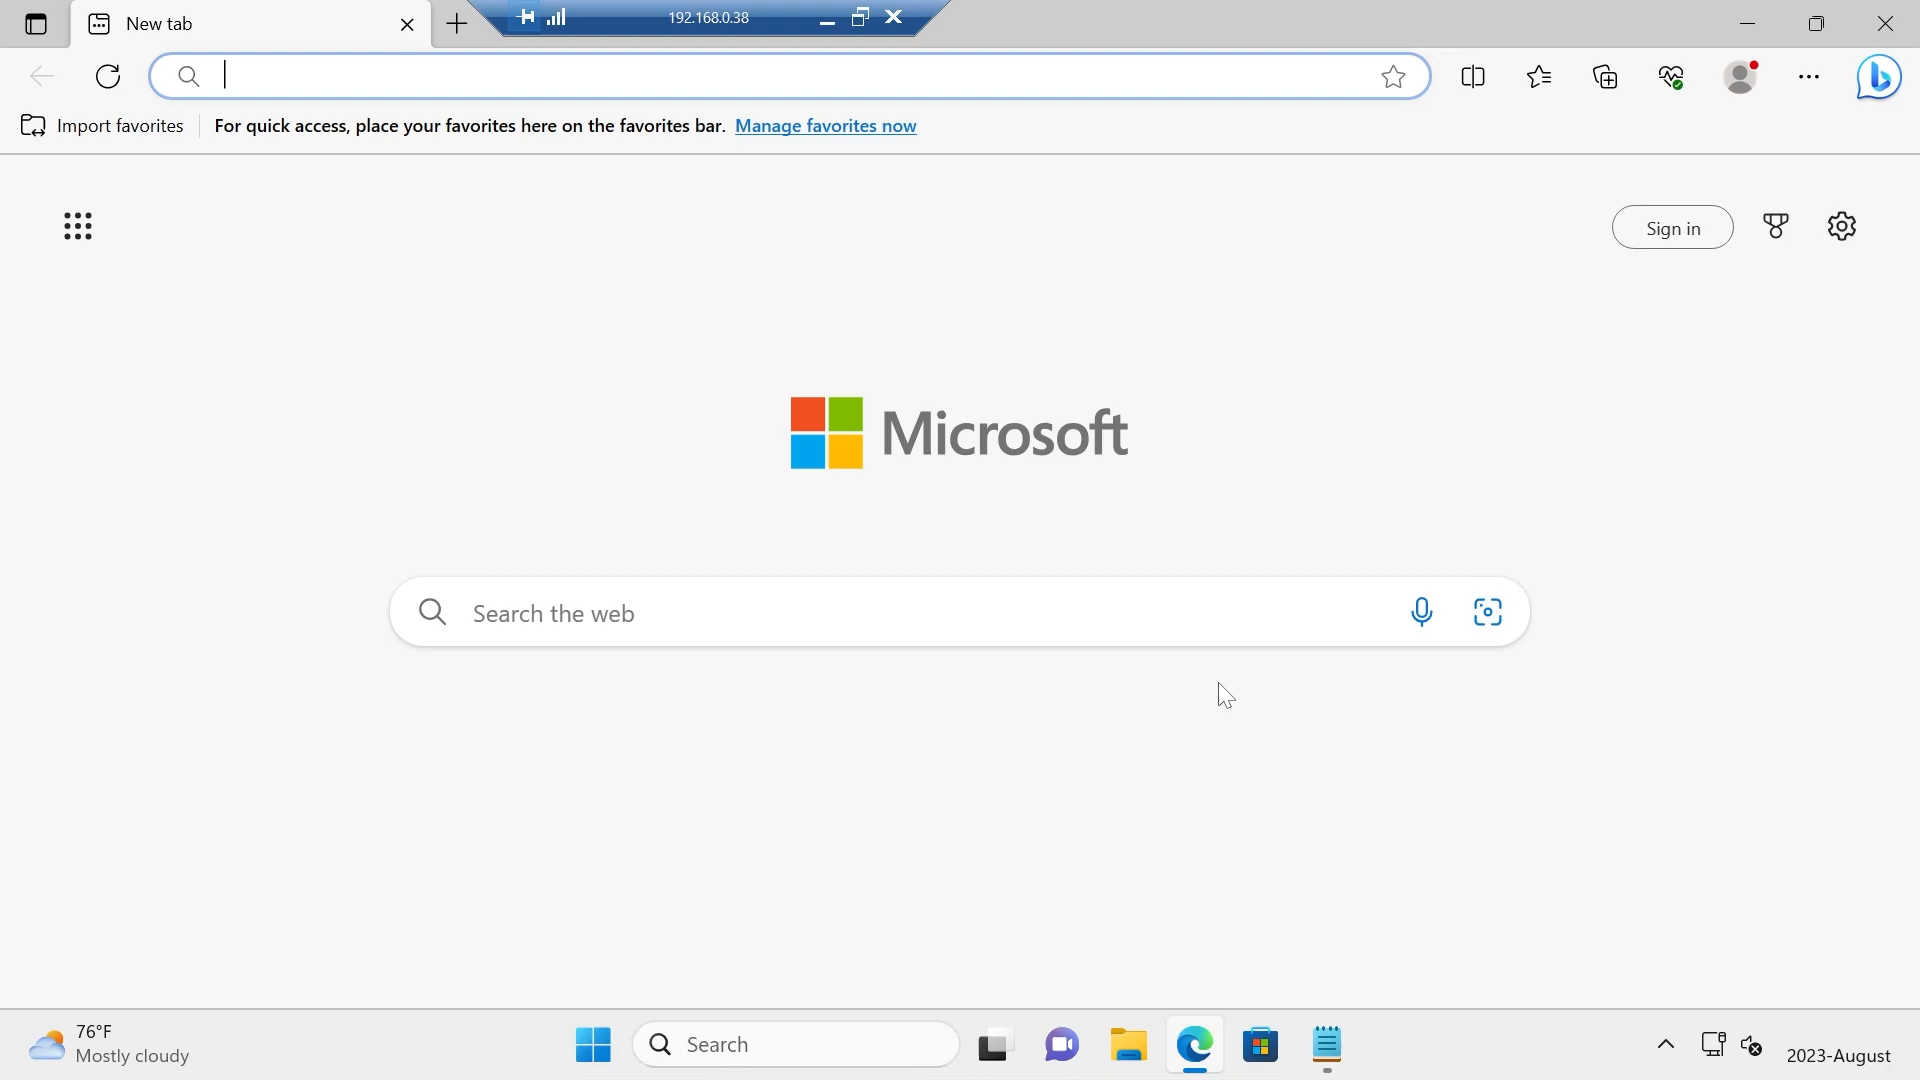 New tab
192.168.0.38
Import favorites
For quick access, place your favorites here on the favorites bar. Manage favorites now
Sign in
Microsoft
Search the web
76°F
Mostly cloudy
Search
2023-August